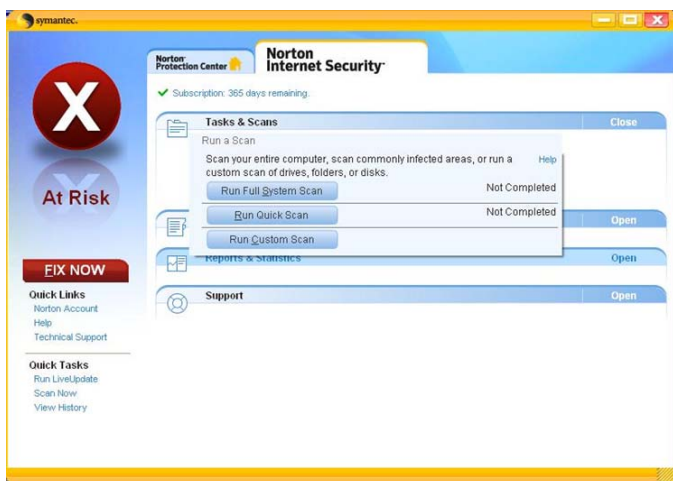 symantec.
Norton
Protection Center
Norton
Internet Security
Subscription: 365 days remaining.
X
At Risk
FIX NOW
Quick Links
Norton Account
Help
Technical Support
Quick Tasks
Run LiveUpdate
Scan Now
View History
Tasks & Scans Close
Run a Scan
Scan your entire computer, scan commonly infected areas, or run a Help
custom scan of drives, folders, or disks.
Run Full System Scan Not Completed
Run Quick Scan Not Completed
Run Custom Scan
Open
Reports & Statistics Open
Support Open